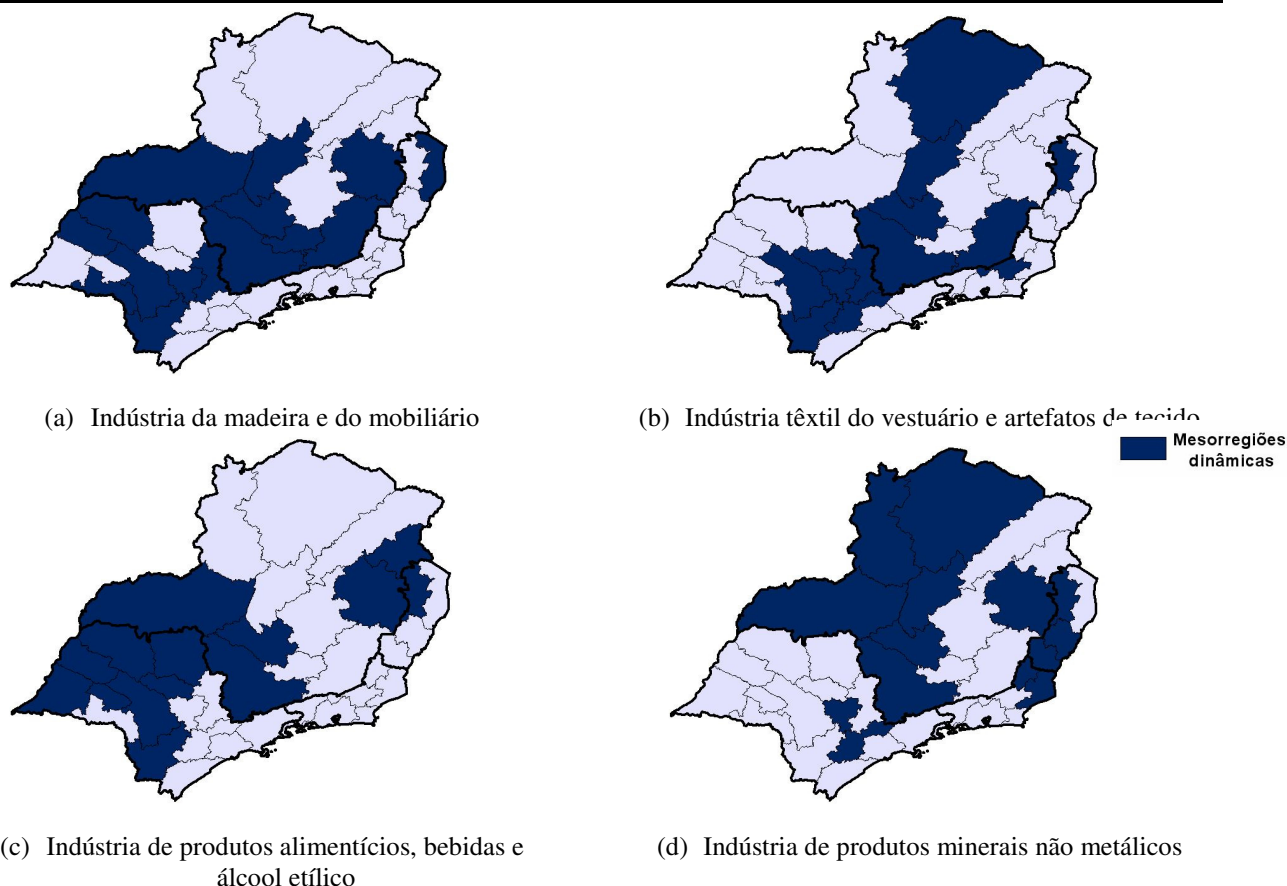 (a) Indústria da madeira e do mobiliário
(b) Indústria têxtil do vestuário e artefatos de tecido
Mesorregiões
dinâmicas
(c) Indústria de produtos alimentícios, bebidas e
álcool etílico
(d) Indústria de produtos minerais não metálicos